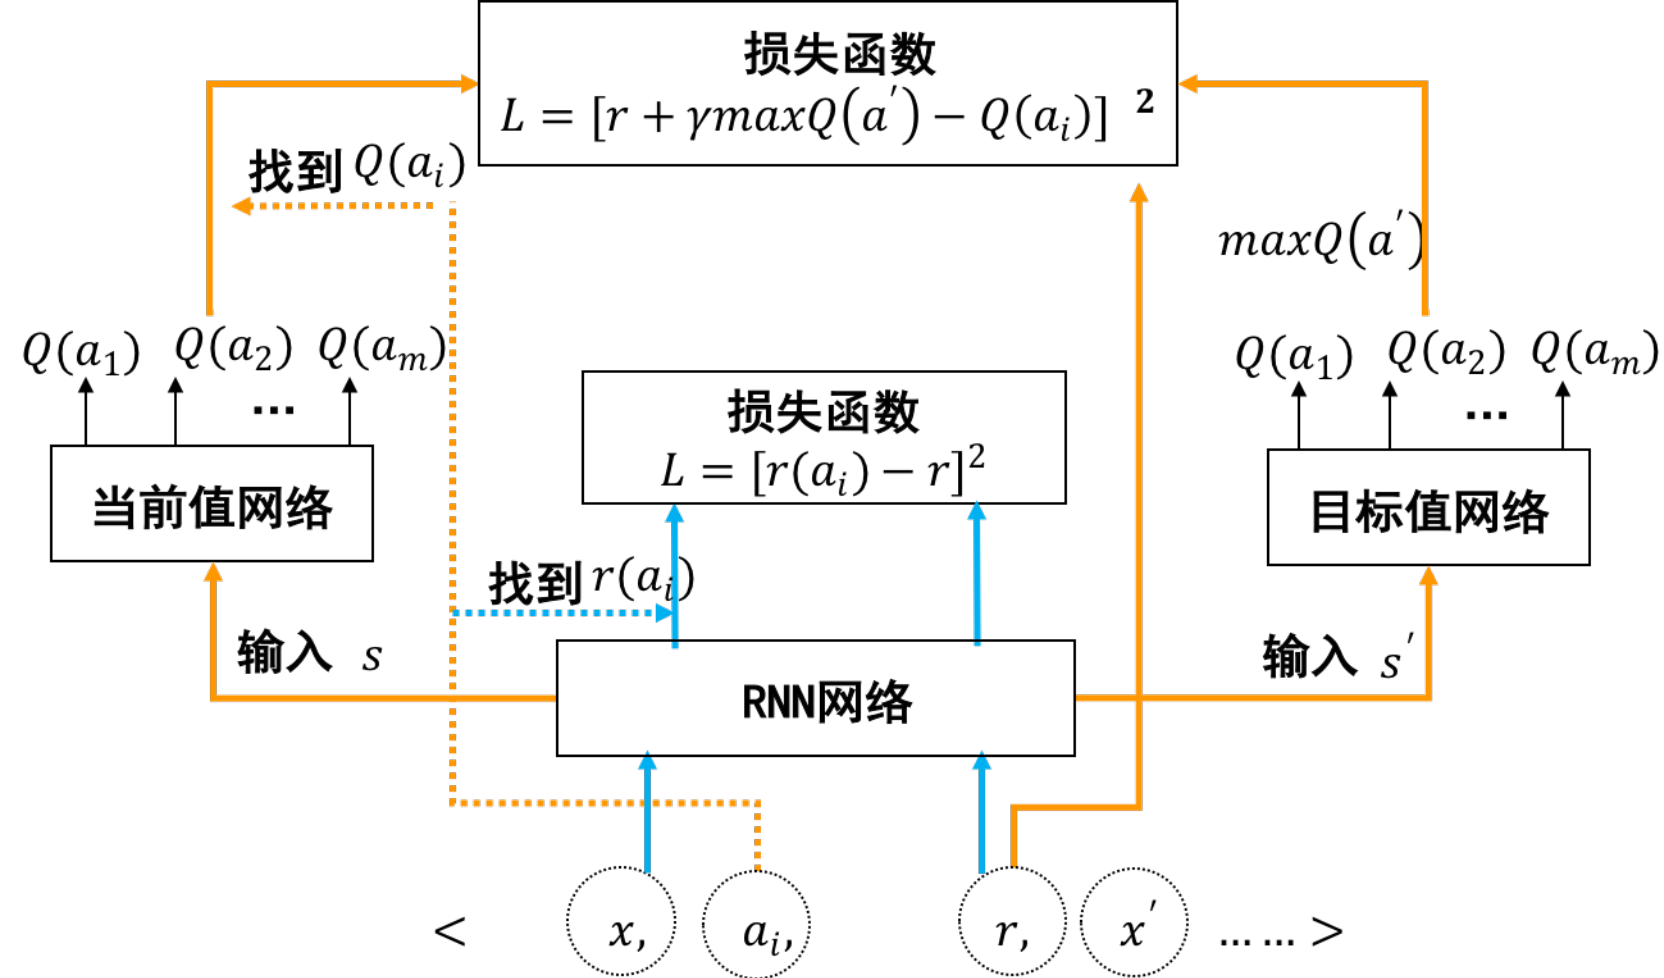 损失函数
L = [r + γmaxQ(a′) − Q(aᵢ)] ²
找到 Q(aᵢ)
maxQ(a′)
Q(a₁) Q(a₂) Q(aₘ)
...
Q(a₁) Q(a₂) Q(aₘ)
...
损失函数
L = [r(aᵢ) − r]²
当前值网络
目标值网络
找到 r(aᵢ)
输入 s
输入 s′
RNN网络
< x, aᵢ, r, x′ …… >